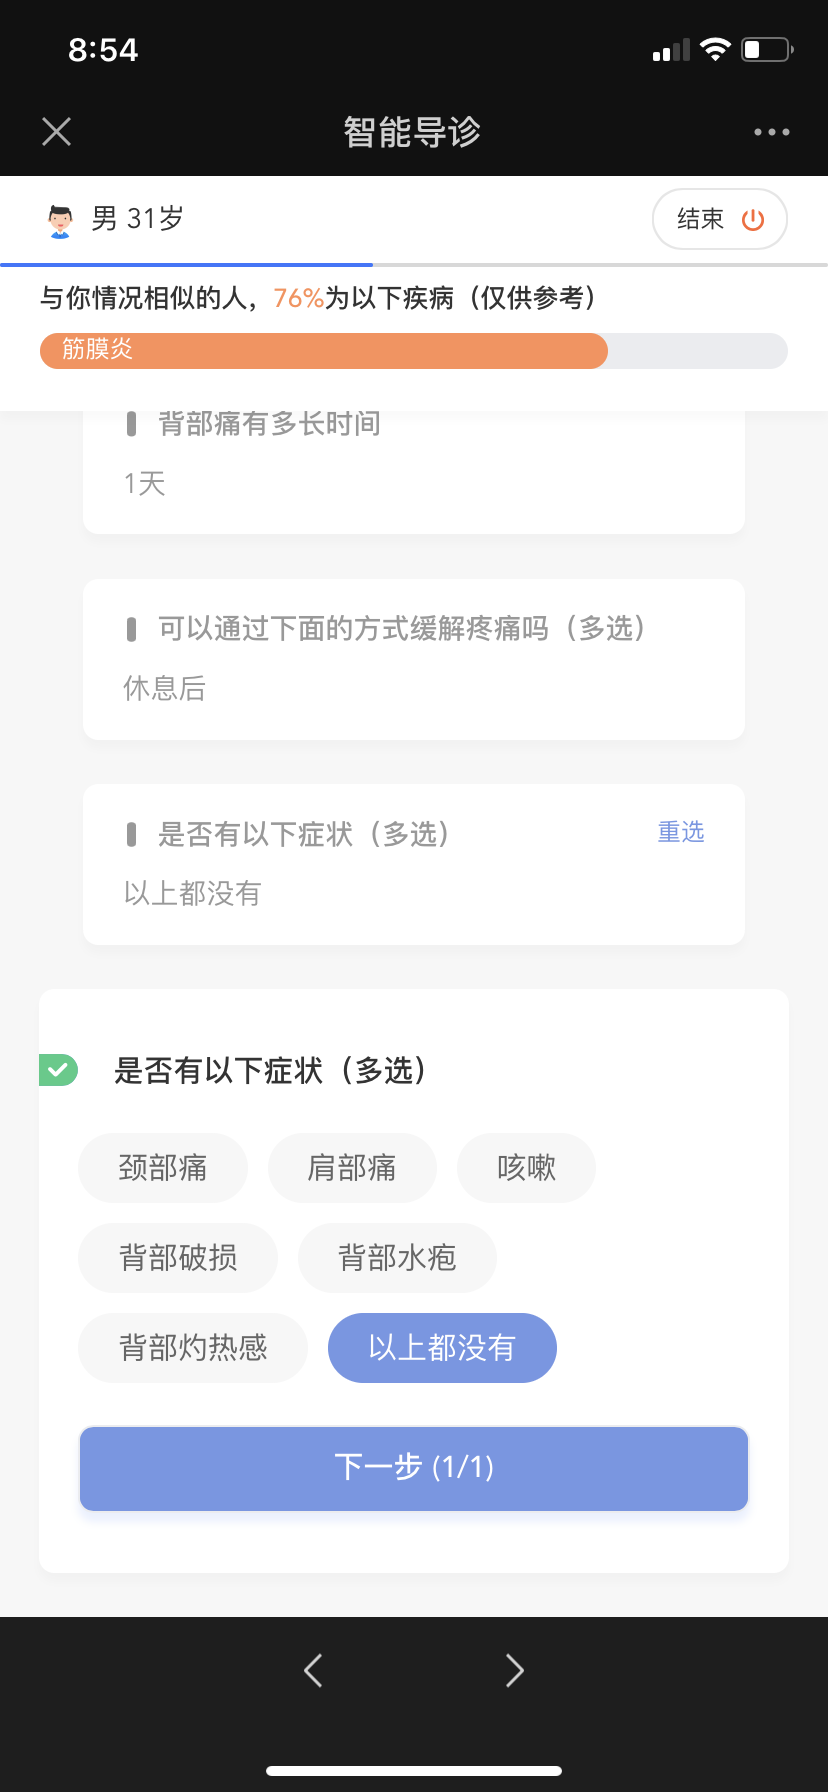 8:54
智能导诊
男 31岁
结束
与你情况相似的人，76%为以下疾病（仅供参考）
筋膜炎
背部痛有多长时间
1天
可以通过下面的方式缓解疼痛吗（多选）
休息后
是否有以下症状（多选）
重选
以上都没有
是否有以下症状（多选）
颈部痛
肩部痛
咳嗽
背部破损
背部水疱
背部灼热感
以上都没有
下一步 (1/1)